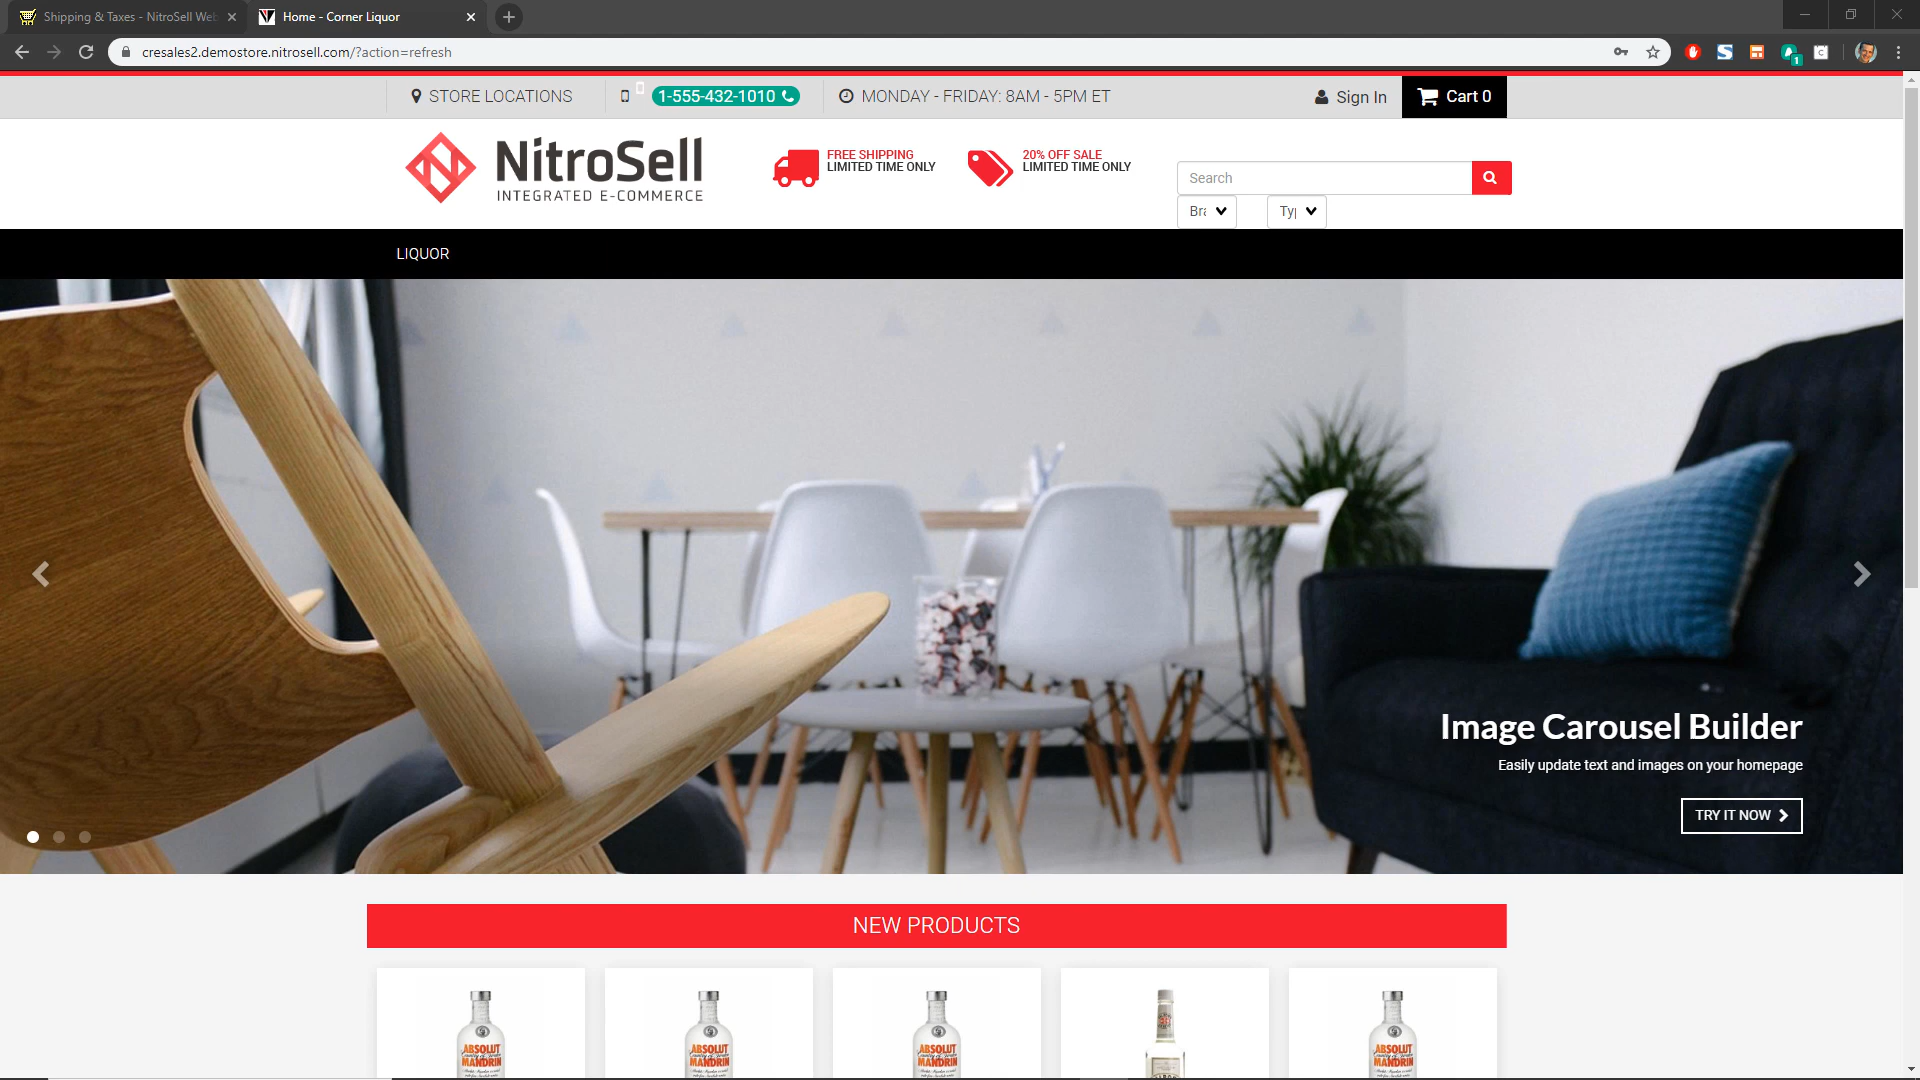 Shipping & Taxes - NitroSell Web
Home - Corner Liquor
cresales2.demostore.nitrosell.com/?action=refresh
1
STORE LOCATIONS
1-555-432-1010
MONDAY - FRIDAY: 8AM - 5PM ET
Sign In
Cart 0
NitroSell
INTEGRATED E-COMMERCE
FREE SHIPPING
LIMITED TIME ONLY
20% OFF SALE
LIMITED TIME ONLY
Search
Bra
Typ
LIQUOR
Image Carousel Builder
Easily update text and images on your homepage
TRY IT NOW
NEW PRODUCTS
ABSOLUT
MANDRIN
ABSOLUT
MANDRIN
ABSOLUT
MANDRIN
ABSOLUT
MANDRIN